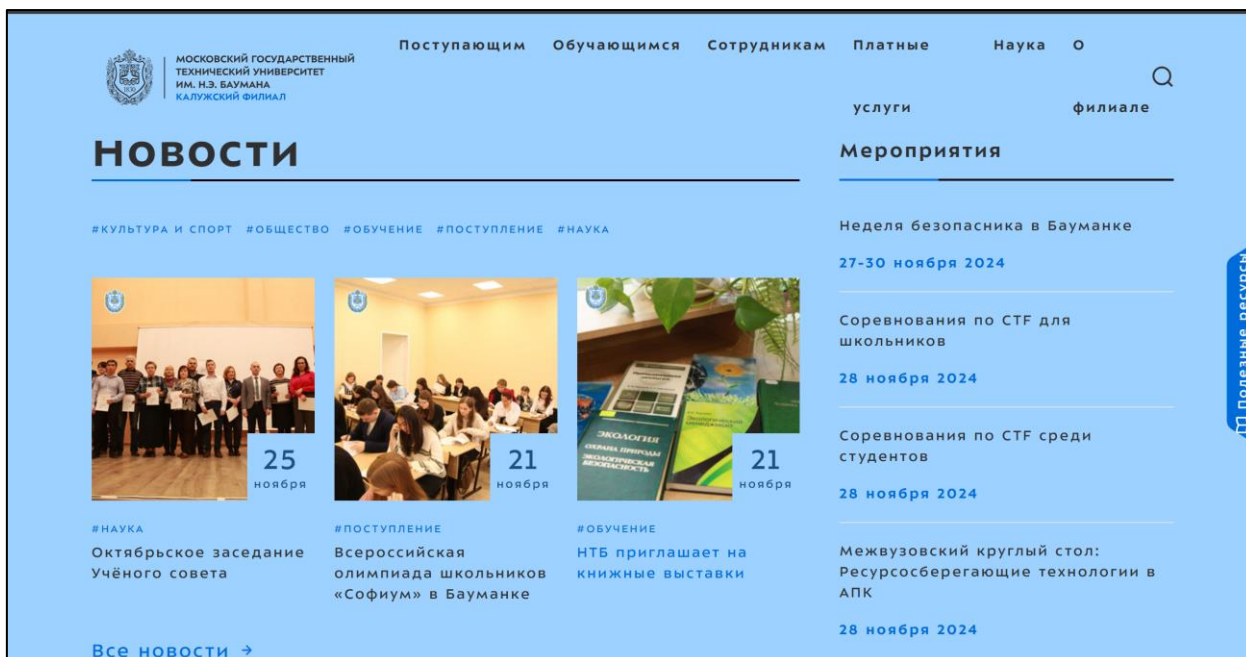 МОСКОВСКИЙ ГОСУДАРСТВЕННЫЙ
ТЕХНИЧЕСКИЙ УНИВЕРСИТЕТ
ИМ. Н.Э. БАУМАНА
КАЛУЖСКИЙ ФИЛИАЛ
1830
Поступающим Обучающимся Сотрудникам Платные услуги Наука О филиале
Новости
#КУЛЬТУРА И СПОРТ #ОБЩЕСТВО #ОБУЧЕНИЕ #ПОСТУПЛЕНИЕ #НАУКА
25
ноября
#НАУКА
Октябрьское заседание
Учёного совета
21
ноября
#ПОСТУПЛЕНИЕ
Всероссийская
олимпиада школьников
«Софиум» в Бауманке
ЭКОЛОГИЯ
ОХРАНА ПРИРОДЫ
ЭКОЛОГИЧЕСКАЯ
БЕЗОПАСНОСТЬ
21
ноября
#ОБУЧЕНИЕ
НТБ приглашает на
книжные выставки
Все новости →
Мероприятия
Неделя безопасника в Бауманке
27-30 ноября 2024
Соревнования по CTF для
школьников
28 ноября 2024
Соревнования по CTF среди
студентов
28 ноября 2024
Межвузовский круглый стол:
Ресурсосберегающие технологии в
АПК
28 ноября 2024
Полезные ресурсы